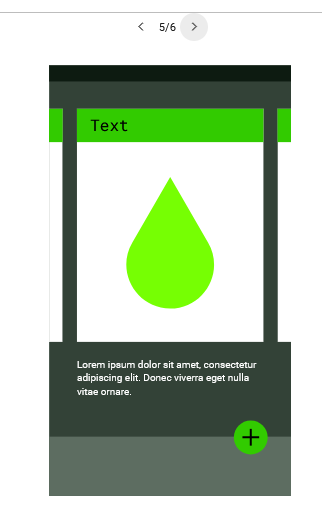 5/6
Text
Lorem ipsum dolor sit amet, consectetur
adipiscing elit. Donec viverra eget nulla
vitae ornare.